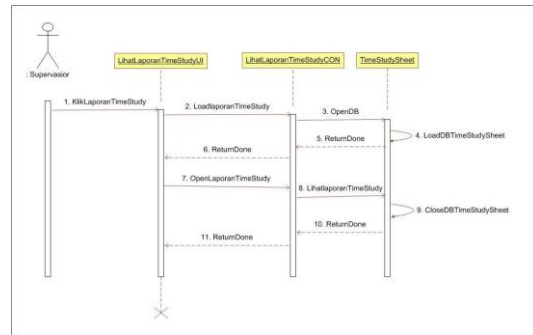 LihatLaporanTimeStudyUI
LihatLaporanTimeStudyCON
TimeStudySheet
: Supervasior
1. KlikLaporanTimeStudy
2. LoadlaporanTimeStudy
3. OpenDB
4. LoadDBTimeStudySheet
5. ReturnDone
6. ReturnDone
7. OpenLaporanTimeStudy
8. LihatlaporanTimeStudy
9. CloseDBTimeStudySheet
10. ReturnDone
11. ReturnDone